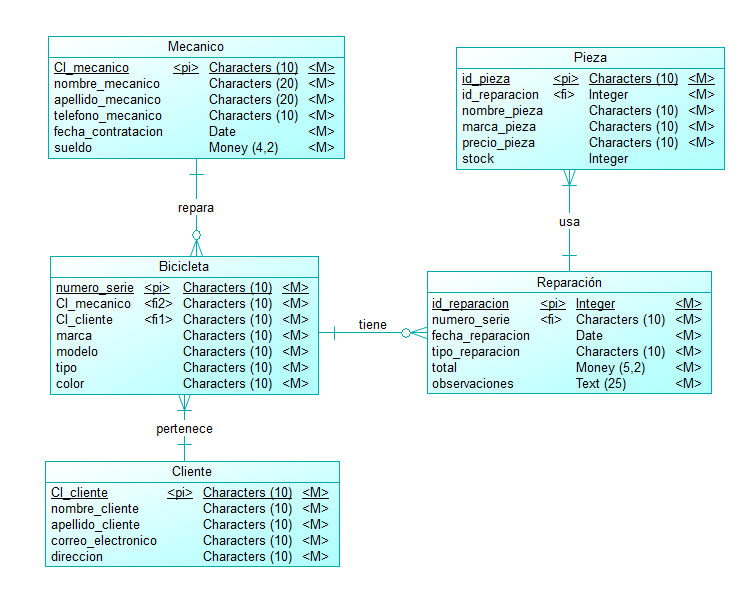 Mecanico
CI_mecanico <pi> Characters (10) <M>
nombre_mecanico Characters (20) <M>
apellido_mecanico Characters (20) <M>
telefono_mecanico Characters (10) <M>
fecha_contratacion Date <M>
sueldo Money (4,2) <M>
Pieza
id_pieza <pi> Characters (10) <M>
id_reparacion <fi> Integer <M>
nombre_pieza Characters (10) <M>
marca_pieza Characters (10) <M>
precio_pieza Characters (10) <M>
stock Integer
repara
usa
Bicicleta
numero_serie <pi> Characters (10) <M>
CI_mecanico <fi2> Characters (10) <M>
CI_cliente <fi1> Characters (10) <M>
marca Characters (10) <M>
modelo Characters (10) <M>
tipo Characters (10) <M>
color Characters (10) <M>
tiene
Reparación
id_reparacion <pi> Integer <M>
numero_serie <fi> Characters (10) <M>
fecha_reparacion Date <M>
tipo_reparacion Characters (10) <M>
total Money (5,2) <M>
observaciones Text (25) <M>
pertenece
Cliente
CI_cliente <pi> Characters (10) <M>
nombre_cliente Characters (10) <M>
apellido_cliente Characters (10) <M>
correo_electronico Characters (10) <M>
direccion Characters (10) <M>